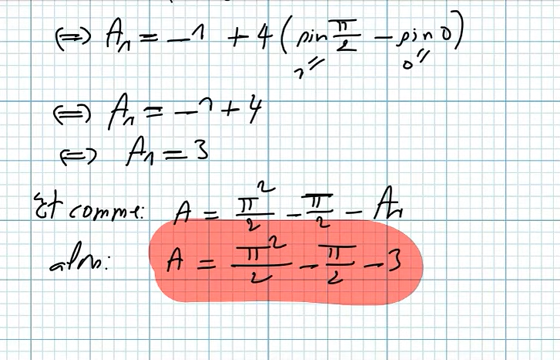 ⟺ A₁ = −1 + 4 ( sin π/2 − sin 0 )
1″ 0″
⟺ A₁ = −1 + 4
⟺ A₁ = 3
Et comme: A = π²/2 − π/2 − A₁
alors: A = π²/2 − π/2 − 3